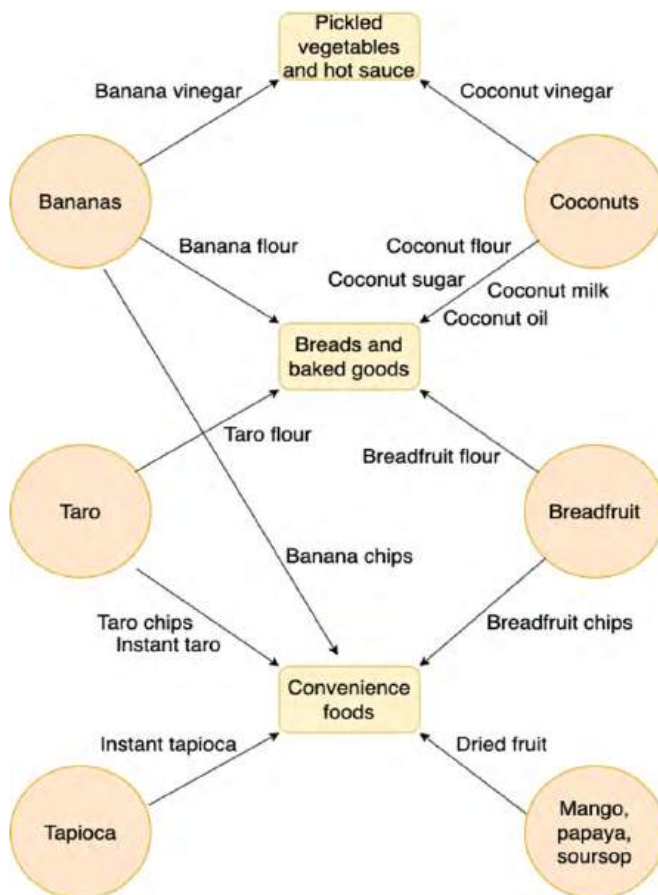 Pickled
vegetables
and hot sauce
Banana vinegar
Coconut vinegar
Bananas
Coconuts
Banana flour
Coconut flour
Coconut sugar
Coconut milk
Coconut oil
Breads and
baked goods
Taro flour
Breadfruit flour
Taro
Breadfruit
Banana chips
Taro chips
Instant taro
Breadfruit chips
Convenience
foods
Instant tapioca
Dried fruit
Tapioca
Mango,
papaya,
soursop